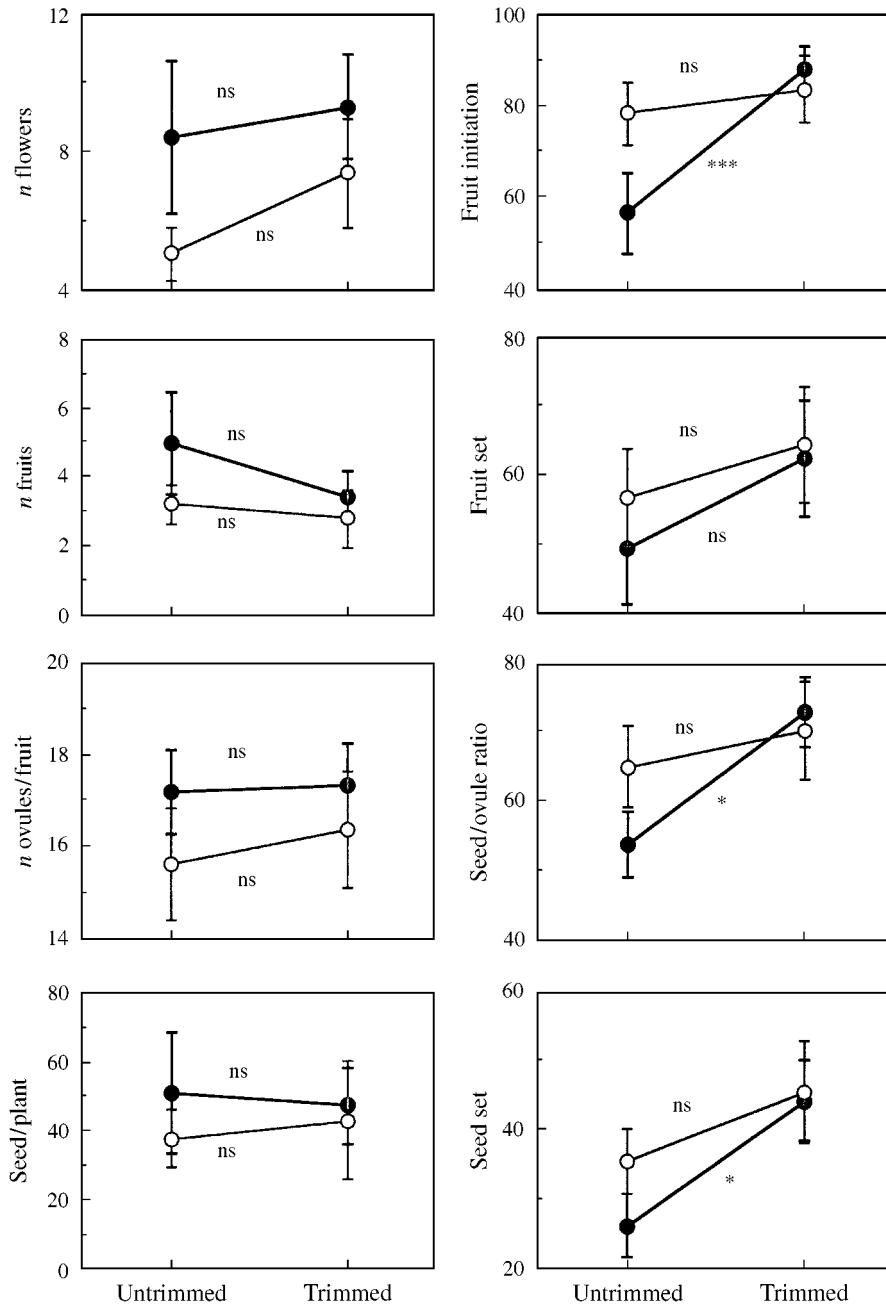 12
8
4
n flowers
ns
ns
100
80
60
40
Fruit initiation
ns
***
8
6
4
2
0
n fruits
ns
ns
80
60
40
Fruit set
ns
ns
20
18
16
14
n ovules/fruit
ns
ns
80
60
40
Seed/ovule ratio
ns
*
80
60
40
20
0
Seed/plant
ns
ns
Untrimmed Trimmed
60
40
20
Seed set
ns
*
Untrimmed Trimmed